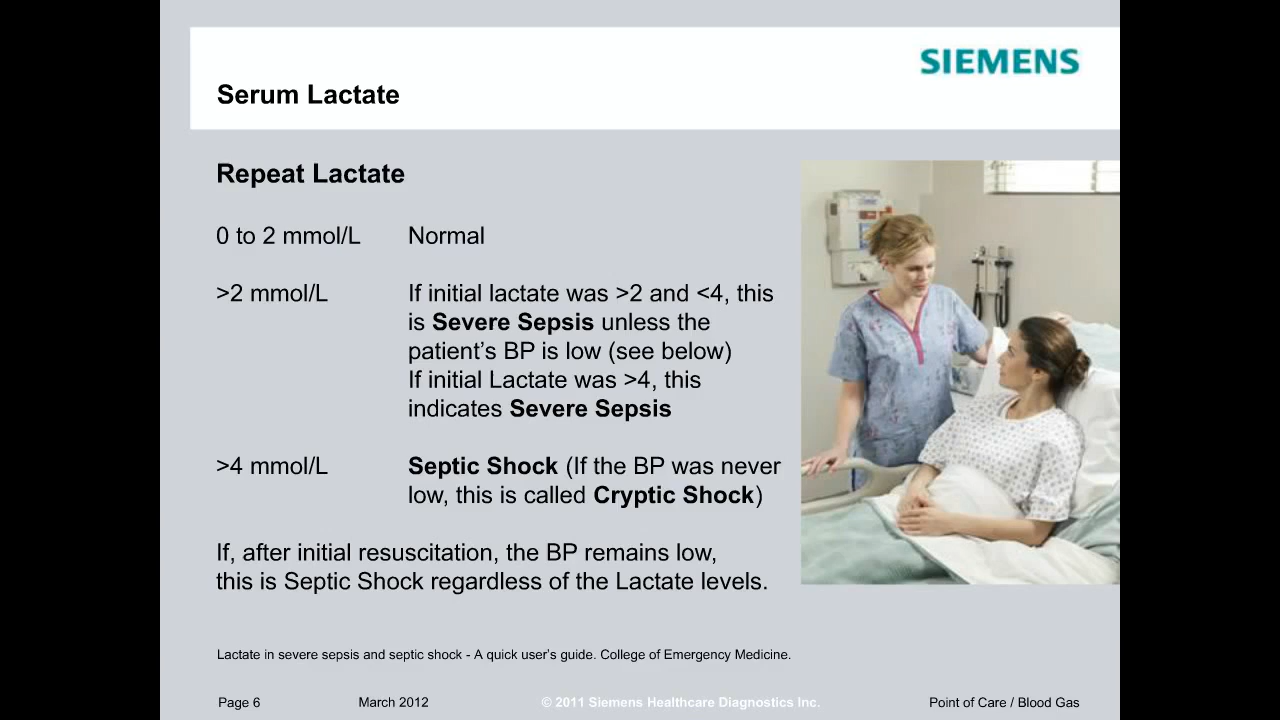 SIEMENS
Serum Lactate
Repeat Lactate
0 to 2 mmol/L Normal
>2 mmol/L If initial lactate was >2 and <4, this
is Severe Sepsis unless the
patient's BP is low (see below)
If initial Lactate was >4, this
indicates Severe Sepsis
>4 mmol/L Septic Shock (If the BP was never
low, this is called Cryptic Shock)
If, after initial resuscitation, the BP remains low,
this is Septic Shock regardless of the Lactate levels.
Lactate in severe sepsis and septic shock - A quick user's guide. College of Emergency Medicine.
Page 6 March 2012 © 2011 Siemens Healthcare Diagnostics Inc. Point of Care / Blood Gas